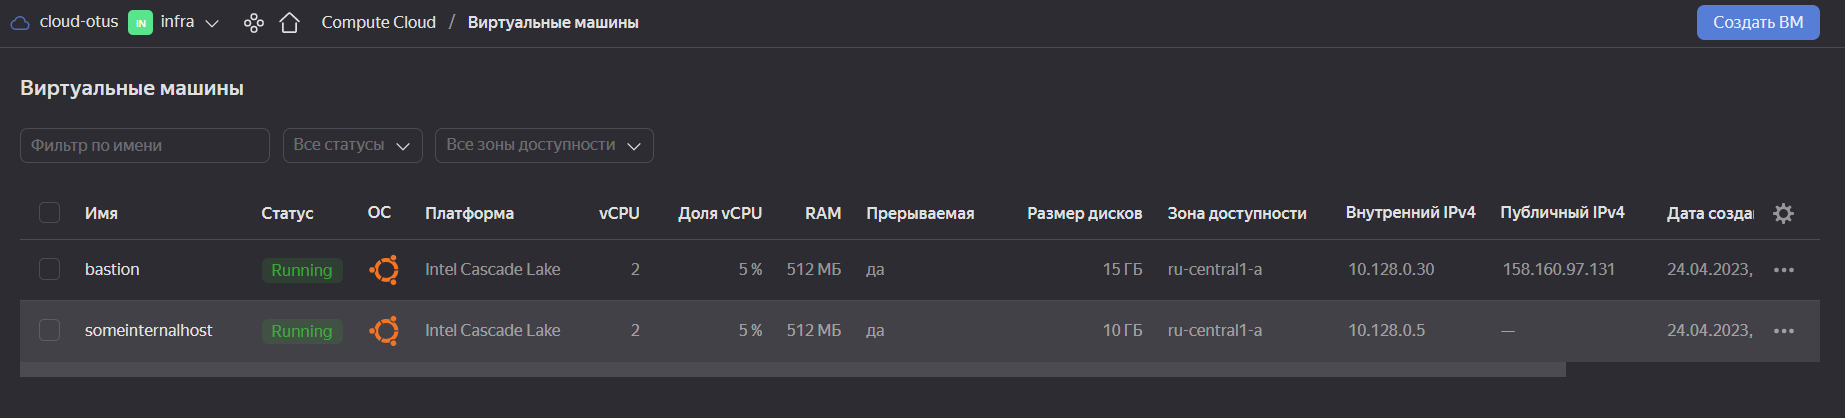 cloud-otus IN infra Compute Cloud / Виртуальные машины Создать ВМ
Виртуальные машины
Фильтр по имени Все статусы Все зоны доступности
Имя Статус ОС Платформа vCPU Доля vCPU RAM Прерываемая Размер дисков Зона доступности Внутренний IPv4 Публичный IPv4 Дата создан
bastion Running Intel Cascade Lake 2 5 % 512 МБ да 15 ГБ ru-central1-a 10.128.0.30 158.160.97.131 24.04.2023,
someinternalhost Running Intel Cascade Lake 2 5 % 512 МБ да 10 ГБ ru-central1-a 10.128.0.5 — 24.04.2023,